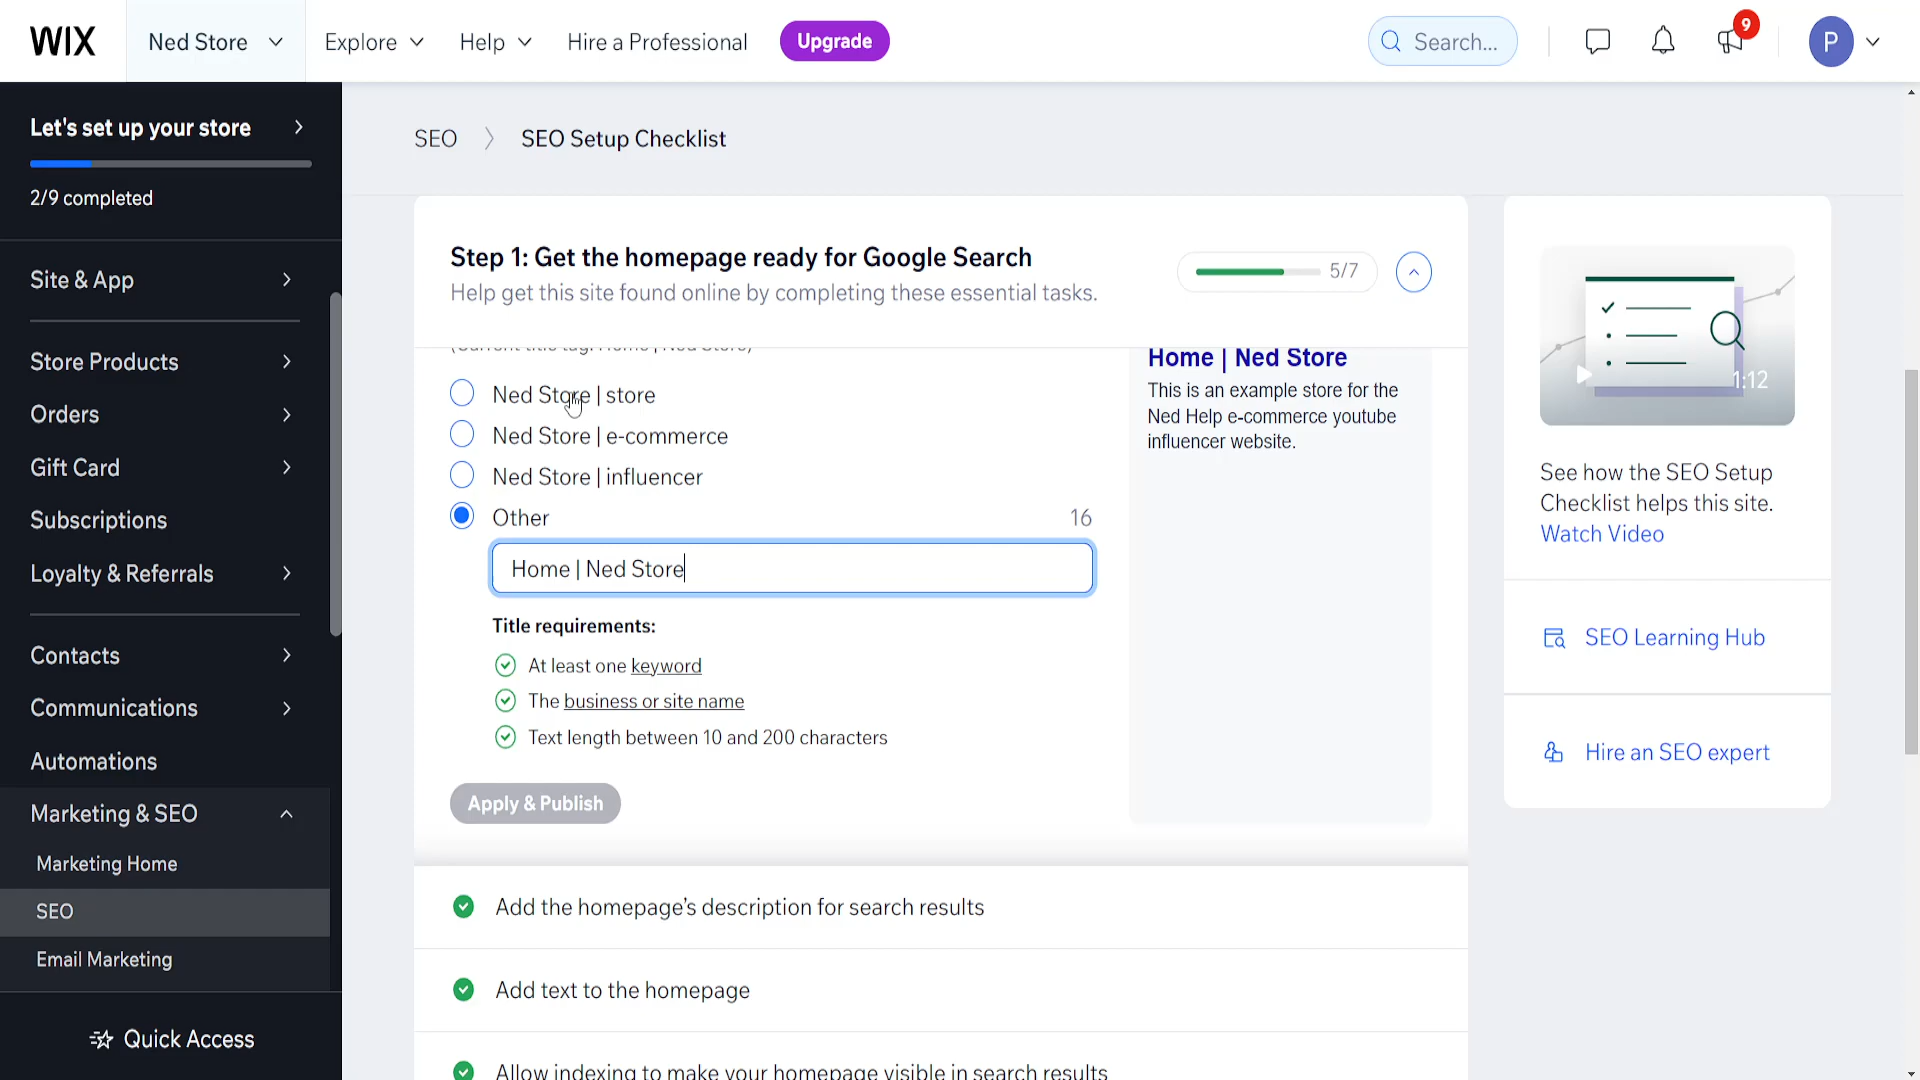 WIX
Ned Store
Explore
Help
Hire a Professional
Upgrade
Search...
9
P
Let's set up your store
2/9 completed
Site & App
Store Products
Orders
Gift Card
Subscriptions
Loyalty & Referrals
Contacts
Communications
Automations
Marketing & SEO
Marketing Home
SEO
Email Marketing
Quick Access
SEO
SEO Setup Checklist
Step 1: Get the homepage ready for Google Search
Help get this site found online by completing these essential tasks.
5/7
(Current title tag: Home | Ned Store)
Ned Store | store
Ned Store | e-commerce
Ned Store | influencer
Other
16
Home | Ned Store
Title requirements:
At least one keyword
The business or site name
Text length between 10 and 200 characters
Apply & Publish
Home | Ned Store
This is an example store for the
Ned Help e-commerce youtube
influencer website.
Add the homepage's description for search results
Add text to the homepage
Allow indexing to make your homepage visible in search results
1:12
See how the SEO Setup
Checklist helps this site.
Watch Video
SEO Learning Hub
Hire an SEO expert